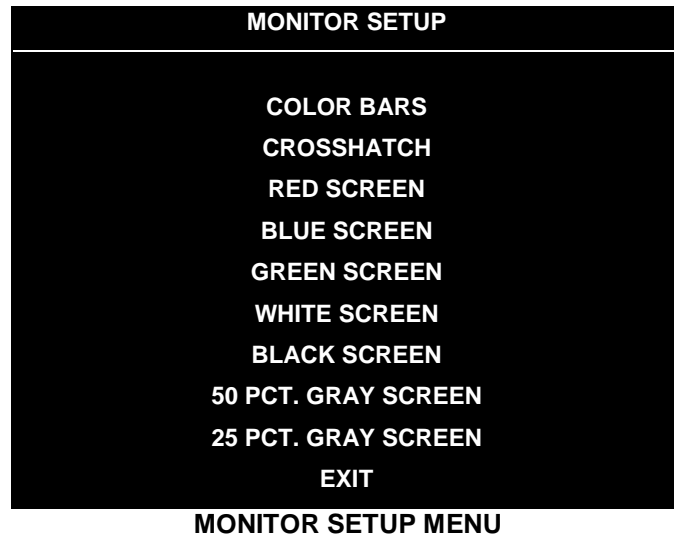 MONITOR SETUP
COLOR BARS
CROSSHATCH
RED SCREEN
BLUE SCREEN
GREEN SCREEN
WHITE SCREEN
BLACK SCREEN
50 PCT. GRAY SCREEN
25 PCT. GRAY SCREEN
EXIT
MONITOR SETUP MENU